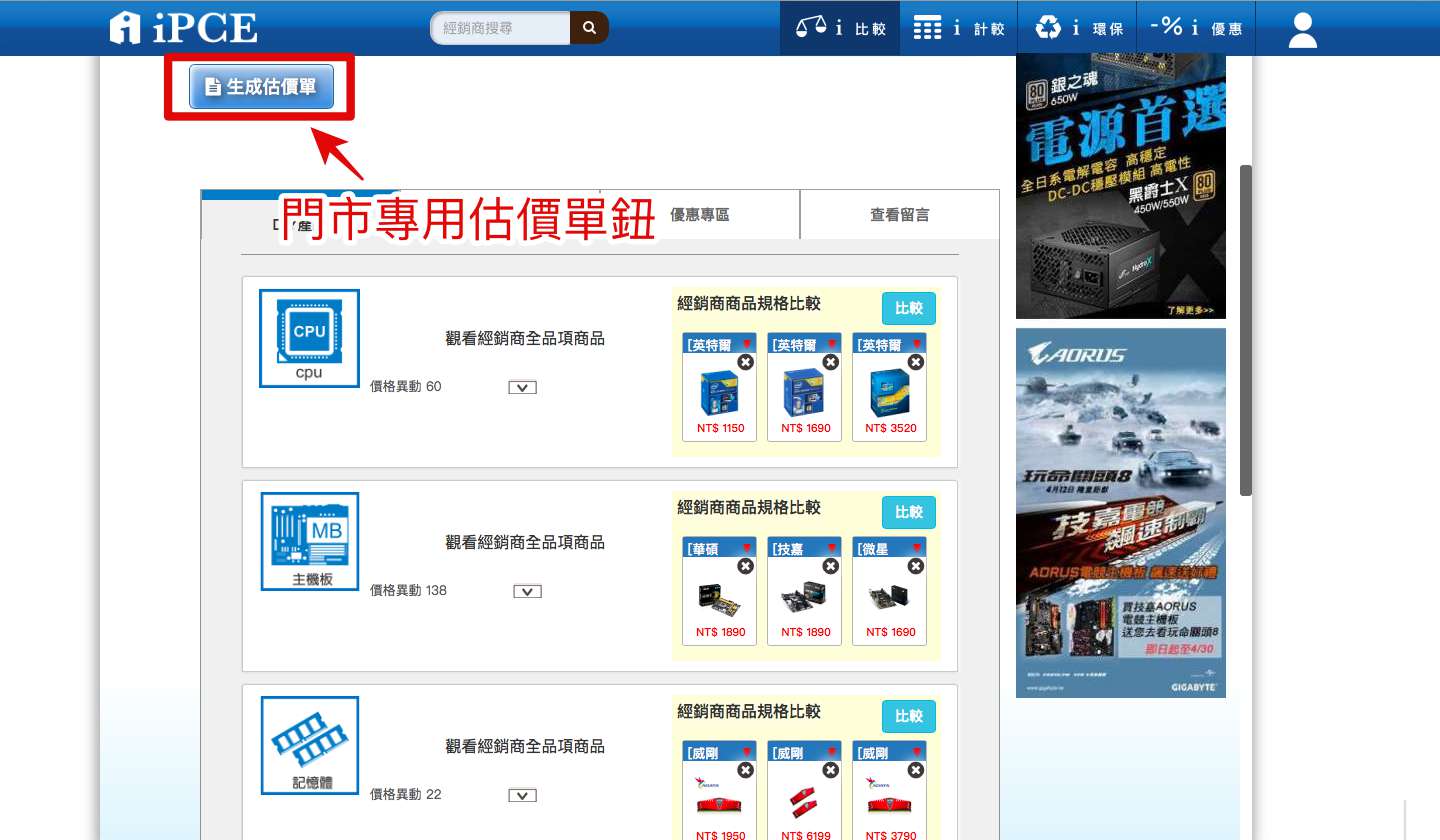 iPCE
經銷商搜尋
i 比較
i 計較
i 環保
-% i 優惠
生成估價單
門市專用估價單鈕
優惠專區
查看留言
CPU
cpu
觀看經銷商全品項商品
價格異動 60
經銷商商品規格比較
比較
[英特爾
[英特爾
[英特爾
NT$ 1150
NT$ 1690
NT$ 3520
MB
主機板
觀看經銷商全品項商品
價格異動 138
經銷商商品規格比較
比較
[華碩
[技嘉
[微星
NT$ 1890
NT$ 1890
NT$ 1690
記憶體
觀看經銷商全品項商品
價格異動 22
經銷商商品規格比較
比較
[威剛
[威剛
[威剛
NT$ 1950
NT$ 6199
NT$ 3790
80
銀之魂
650W
電源首選
全日系電解電容 高穩定
DC-DC穩壓模組 高電性
黑爵士X
80
450W/550W
Hydro X
了解更多>>
AORUS
玩命關頭8
4月12日
技嘉電競
飆速制霸
AORUS電競主機板 飆速送好禮
買技嘉AORUS
電競主機板
送您去看玩命關頭8
即日起至4/30
GIGABYTE